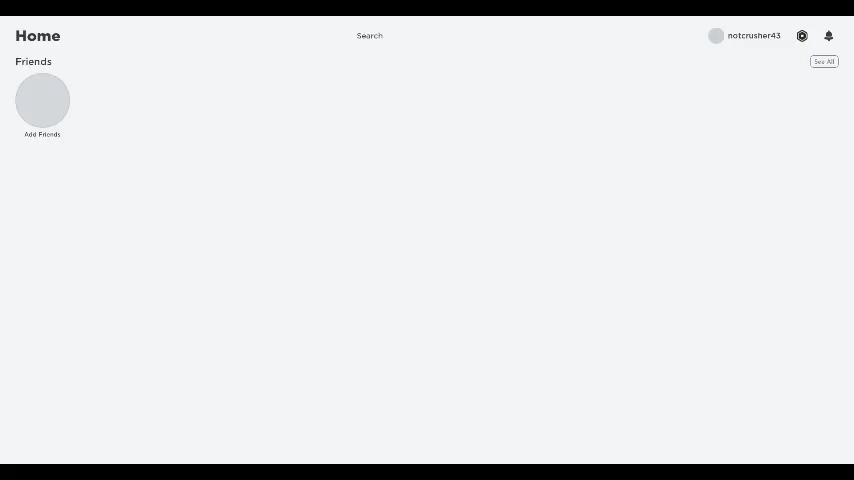 Home
Search
notcrusher43
Friends
See All
Add Friends